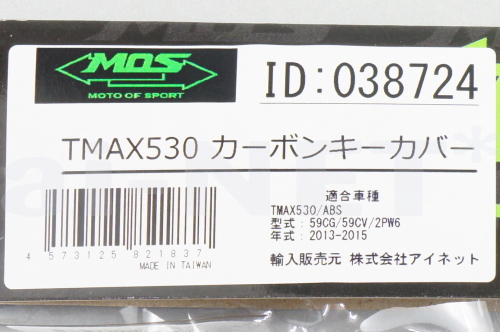 MOS
MOTO OF SPORT
ID:038724
TMAX530 カーボンキーカバー
適合車種
TMAX530/ABS
型式：59CG/59CV/2PW6
年式：2013-2015
4 573125 821837
MADE IN TAIWAN
輸入販売元 株式会社アイネット